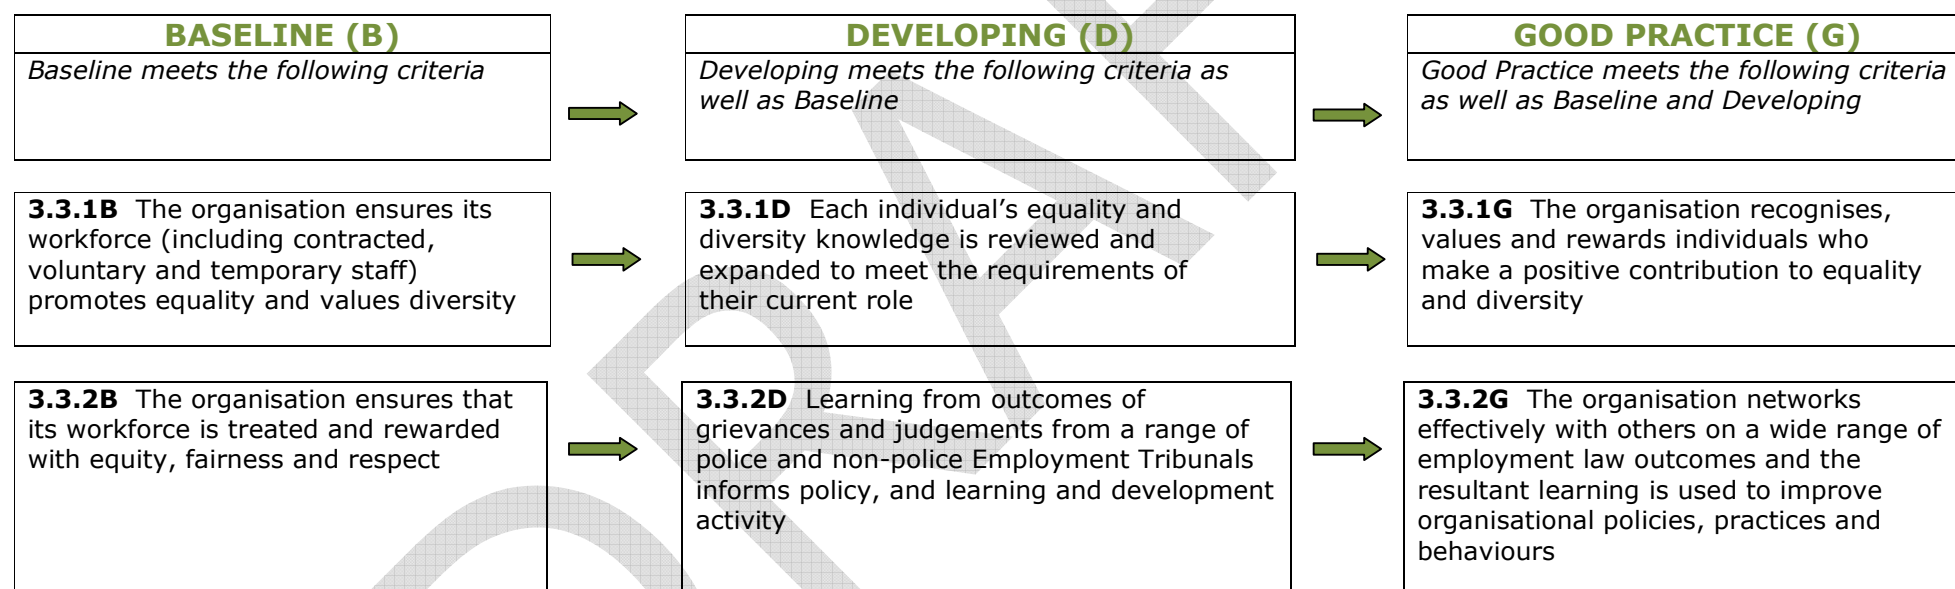 BASELINE (B)
Baseline meets the following criteria
DEVELOPING (D)
Developing meets the following criteria as
well as Baseline
GOOD PRACTICE (G)
Good Practice meets the following criteria
as well as Baseline and Developing
3.3.1B The organisation ensures its
workforce (including contracted,
voluntary and temporary staff)
promotes equality and values diversity
3.3.1D Each individual’s equality and
diversity knowledge is reviewed and
expanded to meet the requirements of
their current role
3.3.1G The organisation recognises,
values and rewards individuals who
make a positive contribution to equality
and diversity
3.3.2B The organisation ensures that
its workforce is treated and rewarded
with equity, fairness and respect
3.3.2D Learning from outcomes of
grievances and judgements from a range of
police and non-police Employment Tribunals
informs policy, and learning and development
activity
3.3.2G The organisation networks
effectively with others on a wide range of
employment law outcomes and the
resultant learning is used to improve
organisational policies, practices and
behaviours